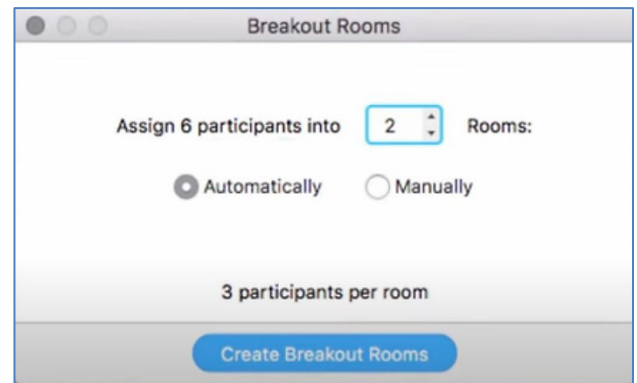 Breakout Rooms
Assign 6 participants into 2 Rooms:
Automatically Manually
3 participants per room
Create Breakout Rooms